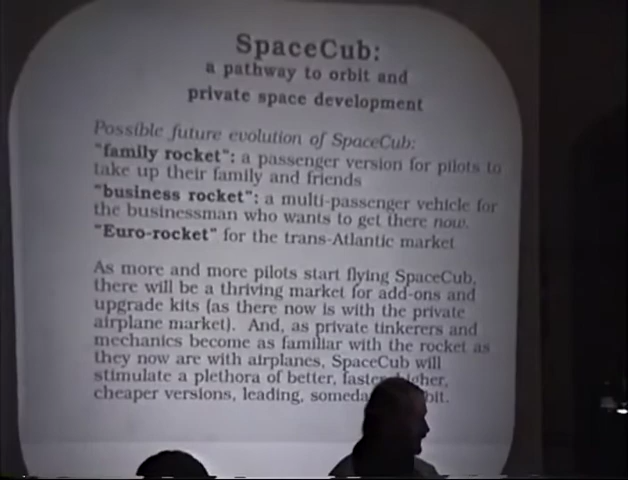 SpaceCub:
a pathway to orbit and
private space development
Possible future evolution of SpaceCub:
"family rocket": a passenger version for pilots to
take up their family and friends
"business rocket": a multi-passenger vehicle for
the businessman who wants to get there now.
"Euro-rocket" for the trans-Atlantic market
As more and more pilots start flying SpaceCub,
there will be a thriving market for add-ons and
upgrade kits (as there now is with the private
airplane market). And, as private tinkerers and
mechanics become as familiar with the rocket as
they now are with airplanes, SpaceCub will
stimulate a plethora of better, faster, higher,
cheaper versions, leading, bit.